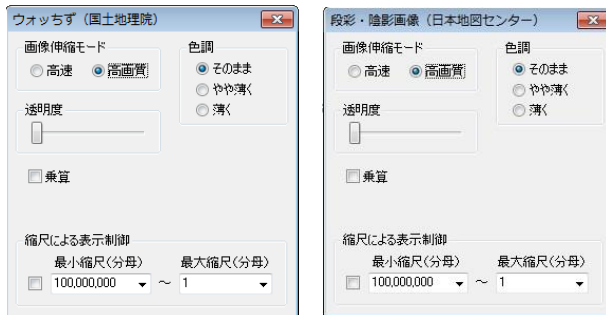 ウォッちず（国土地理院）
画像伸縮モード
高速
高画質
色調
そのまま
やや薄く
薄く
透明度
乗算
縮尺による表示制御
最小縮尺(分母)
最大縮尺(分母)
100,000,000
～
1
段彩・陰影画像（日本地図センター）
画像伸縮モード
高速
高画質
色調
そのまま
やや薄く
薄く
透明度
乗算
縮尺による表示制御
最小縮尺(分母)
最大縮尺(分母)
100,000,000
～
1